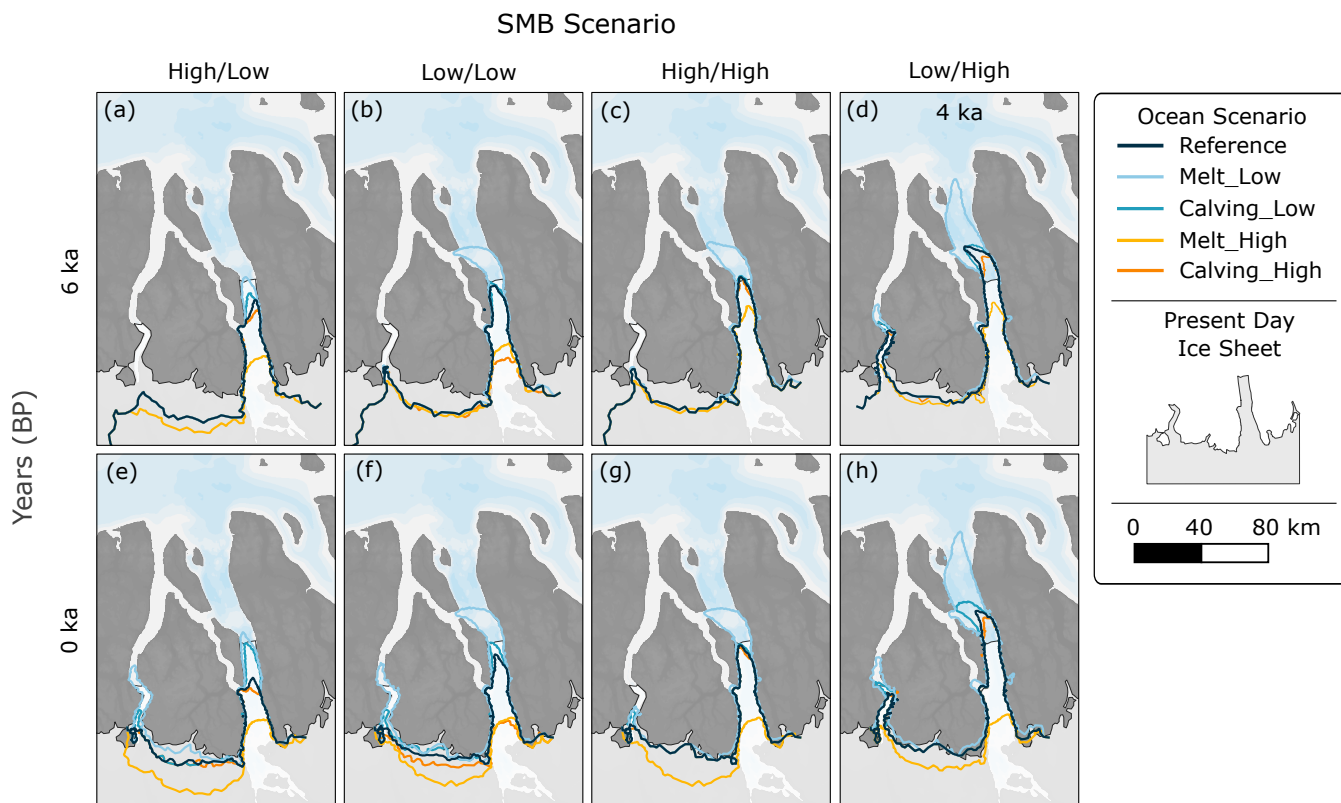 SMB Scenario
High/Low
Low/Low
High/High
Low/High
(a)
(b)
(c)
(d)
4 ka
6 ka
(e)
(f)
(g)
(h)
0 ka
Years (BP)
Ocean Scenario
Reference
Melt_Low
Calving_Low
Melt_High
Calving_High
Present Day
Ice Sheet
0 40 80 km